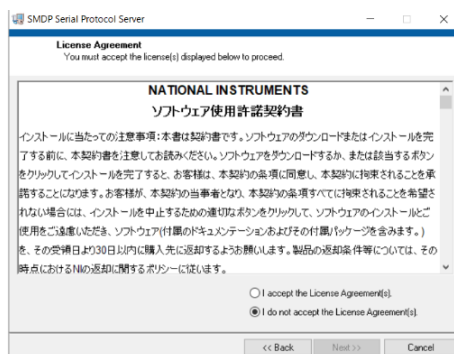 SMDP Serial Protocol Server
License Agreement
You must accept the license(s) displayed below to proceed.
NATIONAL INSTRUMENTS
ソフトウェア使用許諾契約書
インストールに当たっての注意事項：本書は契約書です。ソフトウェアのダウンロードまたはインストールを完
了する前に、本契約書を注意してお読みください。ソフトウェアをダウンロードするか、または該当するボタン
をクリックしてインストールを完了すると、お客様は、本契約の条項に同意し、本契約に拘束されることを承
諾することになります。お客様が、本契約の当事者となり、本契約の条項すべてに拘束されることを希望さ
れない場合には、インストールを中止するための適切なボタンをクリックして、ソフトウェアのインストールとご
使用をご遠慮いただき、ソフトウェア(付属のドキュメンテーションおよびその付属パッケージを含みます。)
を、その受領日より30日以内に購入先に返却するようお願いします。製品の返却条件等については、その
時点におけるNIの返却に関するポリシーに従います。
I accept the License Agreement(s).
I do not accept the License Agreement(s).
<< Back Next >> Cancel